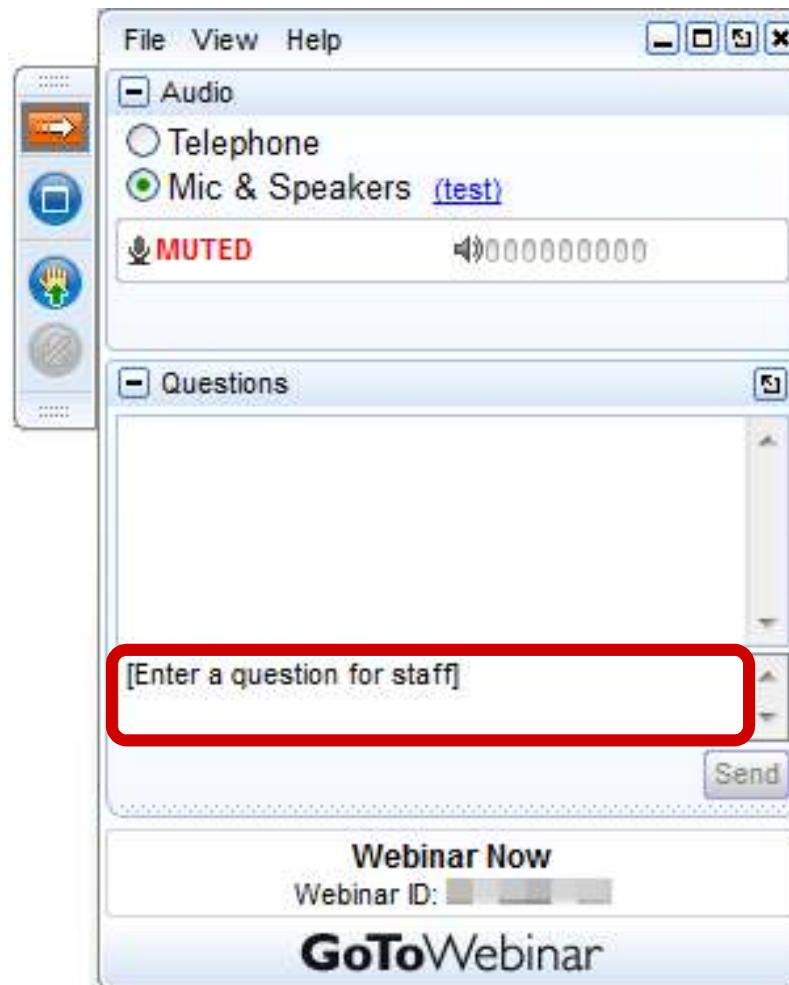 File View Help
Audio
Telephone
Mic & Speakers (test)
MUTED
Questions
[Enter a question for staff]
Send
Webinar Now
Webinar ID:
GoToWebinar